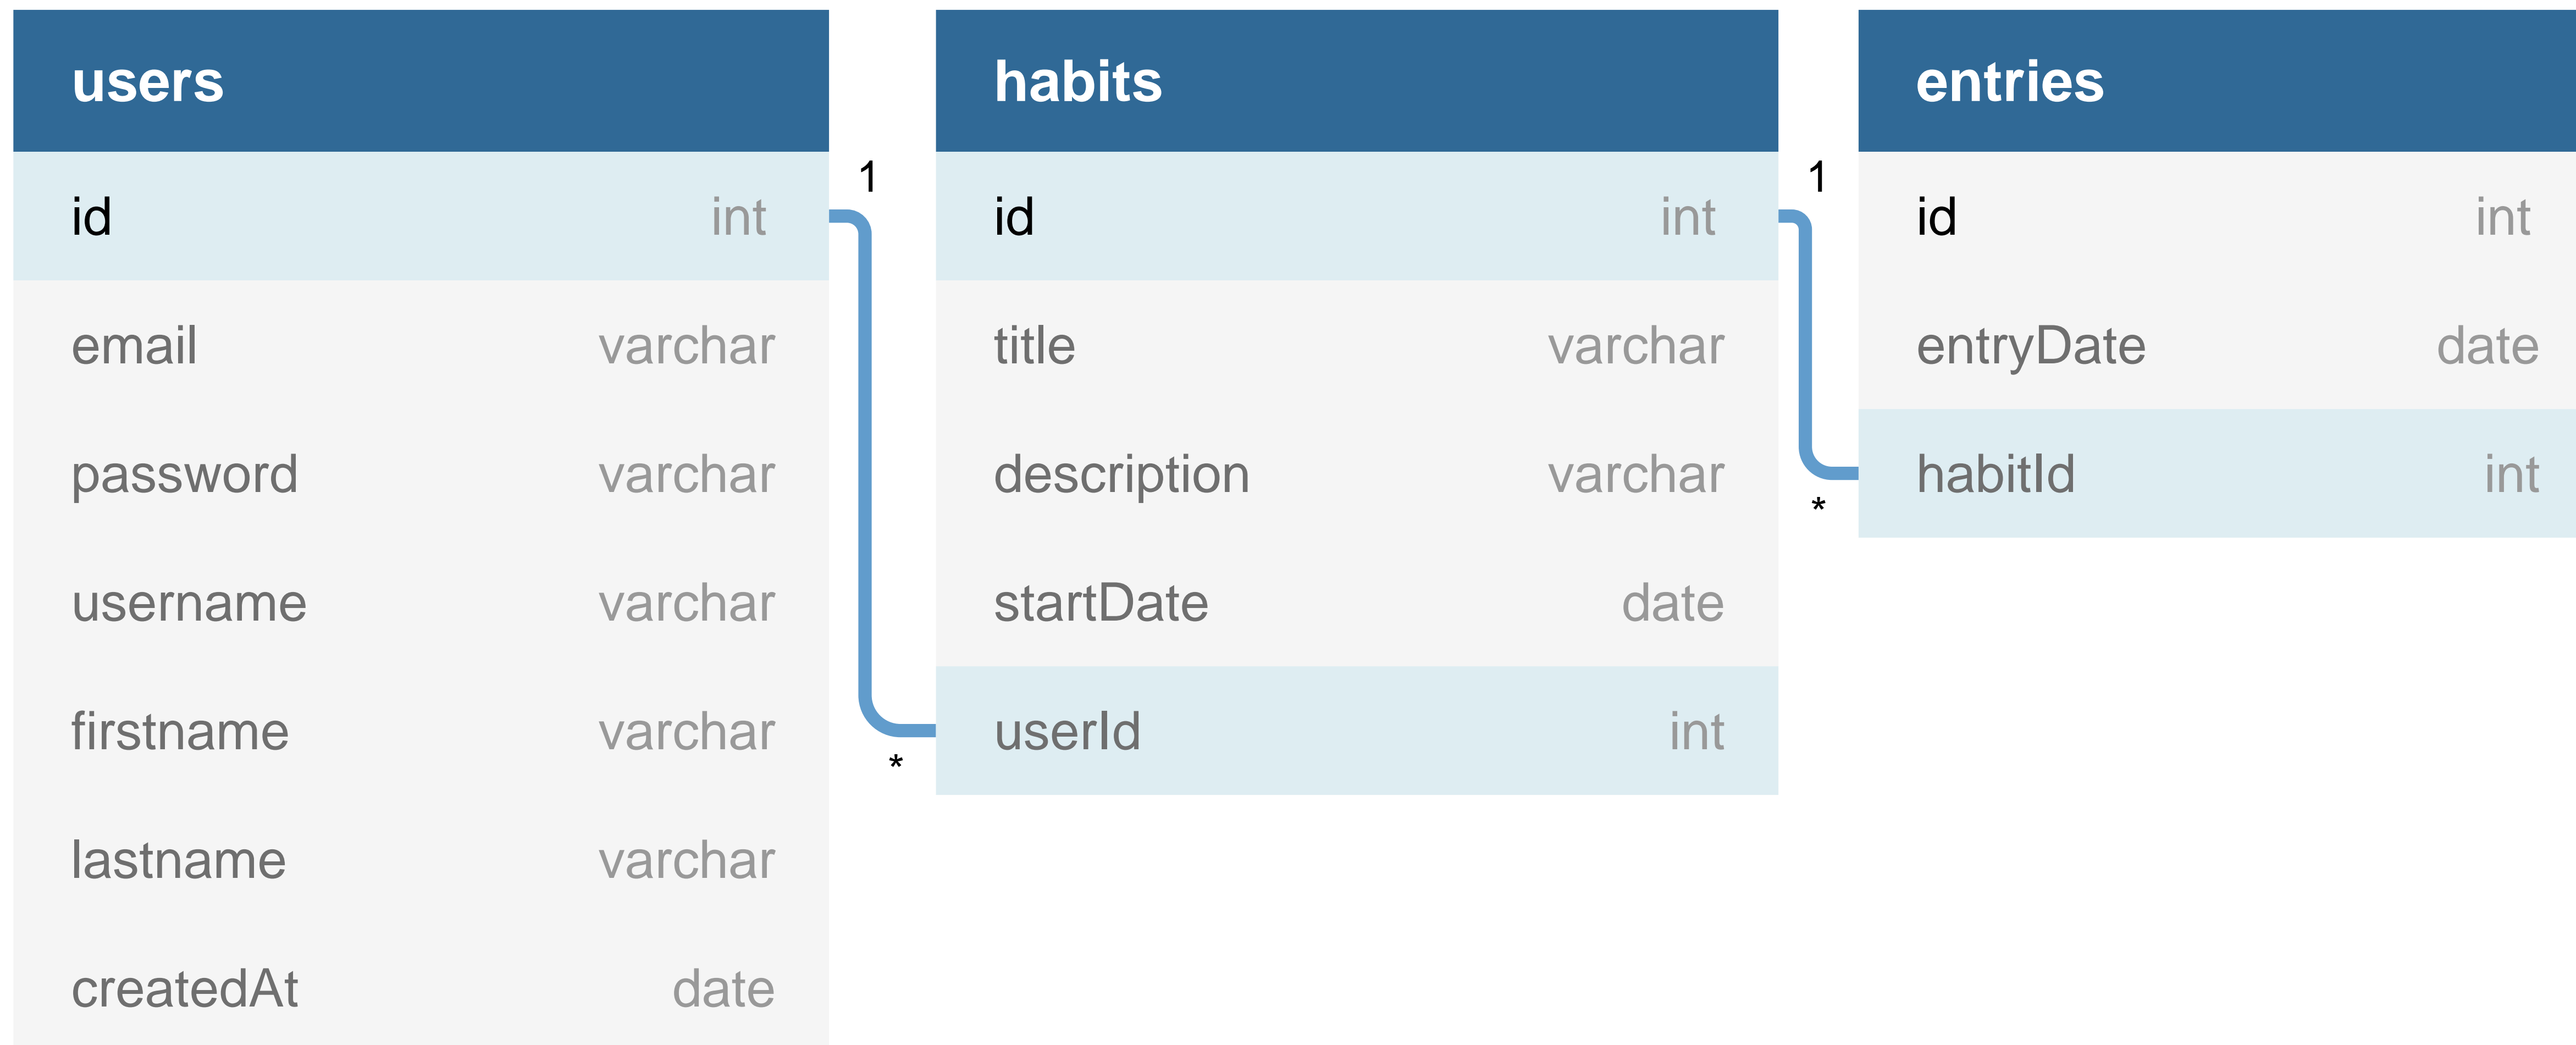 users
id int
email varchar
password varchar
username varchar
firstname varchar
lastname varchar
createdAt date
1
*
habits
id int
title varchar
description varchar
startDate date
userId int
1
*
entries
id int
entryDate date
habitId int